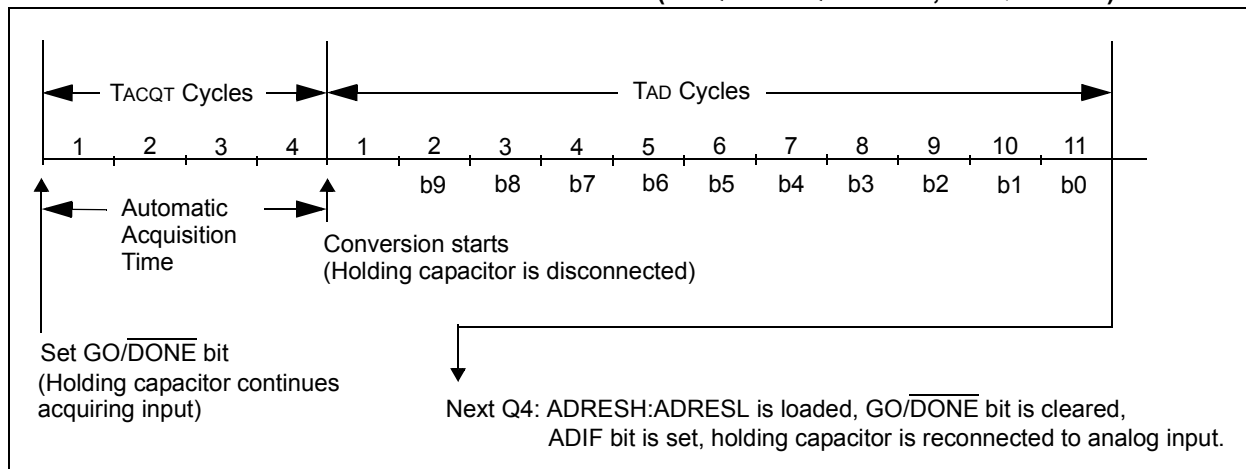 TACQT Cycles
TAD Cycles
1 2 3 4 1 2 3 4 5 6 7 8 9 10 11
b9 b8 b7 b6 b5 b4 b3 b2 b1 b0
Automatic
Acquisition
Time
Conversion starts
(Holding capacitor is disconnected)
Set GO/DONE bit
(Holding capacitor continues
acquiring input)
Next Q4: ADRESH:ADRESL is loaded, GO/DONE bit is cleared,
ADIF bit is set, holding capacitor is reconnected to analog input.